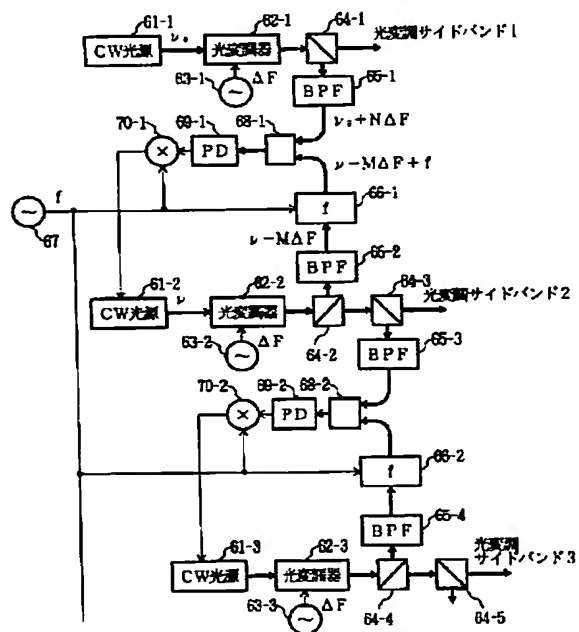 61-1
ν₀
62-1
64-1
CW光源
光変調器
光変調サイドバンド1
63-1
ΔF
65-1
BPF
70-1
69-1
68-1
ν₀+NΔF
PD
ν−MΔF+f
f
66-1
f
67
ν−MΔF
65-2
BPF
61-2
ν
62-2
64-3
CW光源
光変調器
光変調サイドバンド2
63-2
ΔF
64-2
65-3
BPF
70-2
69-2
68-2
PD
66-2
f
65-4
BPF
61-3
62-3
光変調
サイドバンド3
CW光源
光変調器
63-3
ΔF
64-4
64-5